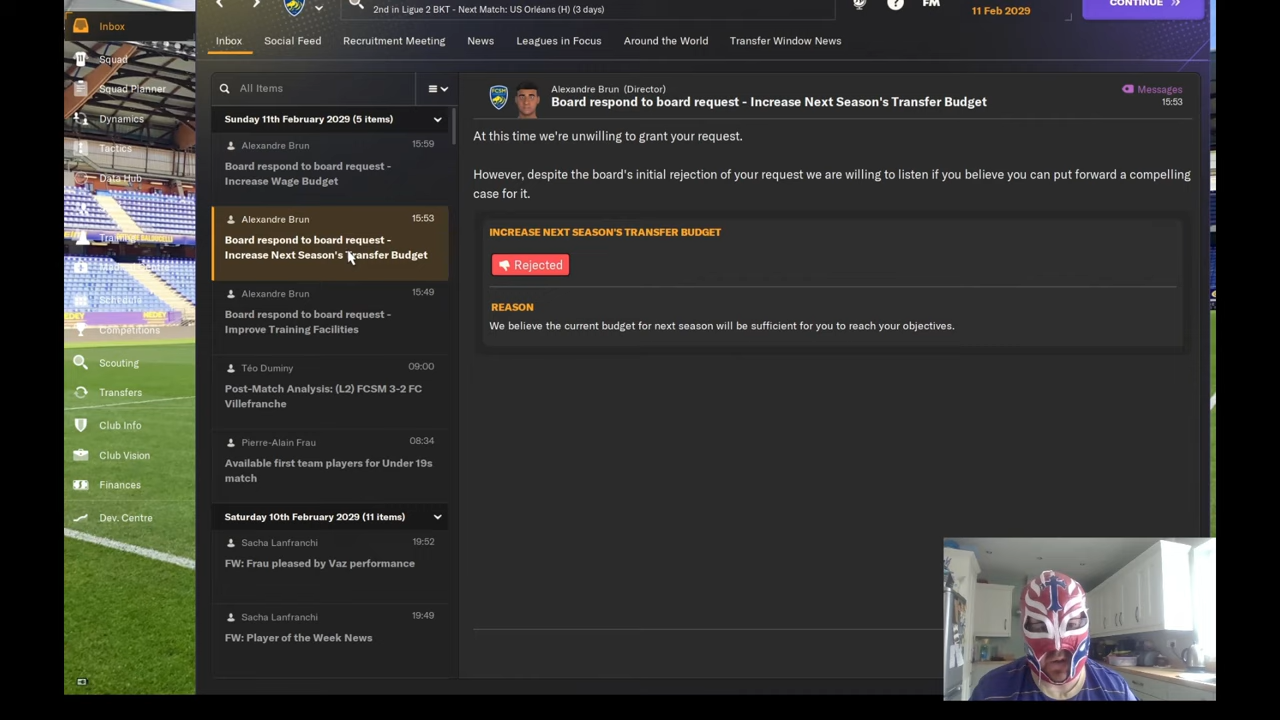 2nd in Ligue 2 BKT - Next Match: US Orléans (H) (3 days)
FM
11 Feb 2029
CONTINUE
Inbox
Squad
Squad Planner
Dynamics
Tactics
Data Hub
Competitions
Scouting
Transfers
Club Info
Club Vision
Finances
Dev. Centre
Inbox
Social Feed
Recruitment Meeting
News
Leagues in Focus
Around the World
Transfer Window News
All Items
Sunday 11th February 2029 (5 items)
Alexandre Brun 15:59
Board respond to board request -
Increase Wage Budget
Alexandre Brun 15:53
Board respond to board request -
Increase Next Season's Transfer Budget
Alexandre Brun 15:49
Board respond to board request -
Improve Training Facilities
Téo Duminy 09:00
Post-Match Analysis: (L2) FCSM 3-2 FC
Villefranche
Pierre-Alain Frau 08:34
Available first team players for Under 19s
match
Saturday 10th February 2029 (11 items)
Sacha Lanfranchi 19:52
FW: Frau pleased by Vaz performance
Sacha Lanfranchi 19:49
FW: Player of the Week News
Alexandre Brun (Director)
Board respond to board request - Increase Next Season's Transfer Budget
Messages
15:53
At this time we're unwilling to grant your request.
However, despite the board's initial rejection of your request we are willing to listen if you believe you can put forward a compelling
case for it.
INCREASE NEXT SEASON'S TRANSFER BUDGET
Rejected
REASON
We believe the current budget for next season will be sufficient for you to reach your objectives.